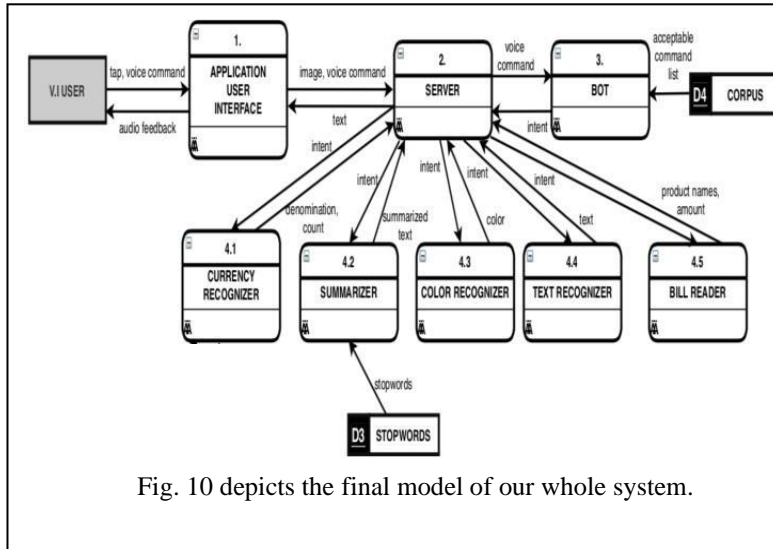 1.
APPLICATION
USER
INTERFACE
2.
SERVER
3.
BOT
V.I USER
tap, voice command
audio feedback
image, voice command
text
voice
command
intent
acceptable
command
list
D4 CORPUS
intent
denomination,
count
intent
summarized
text
intent
color
intent
intent
text
product names,
amount
4.1
CURRENCY
RECOGNIZER
4.2
SUMMARIZER
4.3
COLOR RECOGNIZER
4.4
TEXT RECOGNIZER
4.5
BILL READER
stopwords
D3 STOPWORDS
Fig. 10 depicts the final model of our whole system.